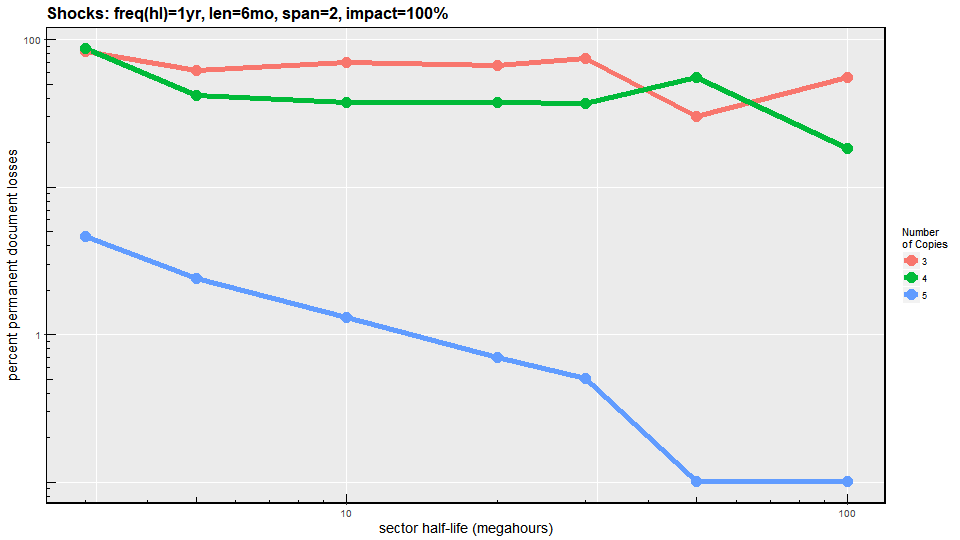 Shocks: freq(hl)=1yr, len=6mo, span=2, impact=100%
percent permanent document losses
100
1
10
100
sector half-life (megahours)
Number
of Copies
3
4
5